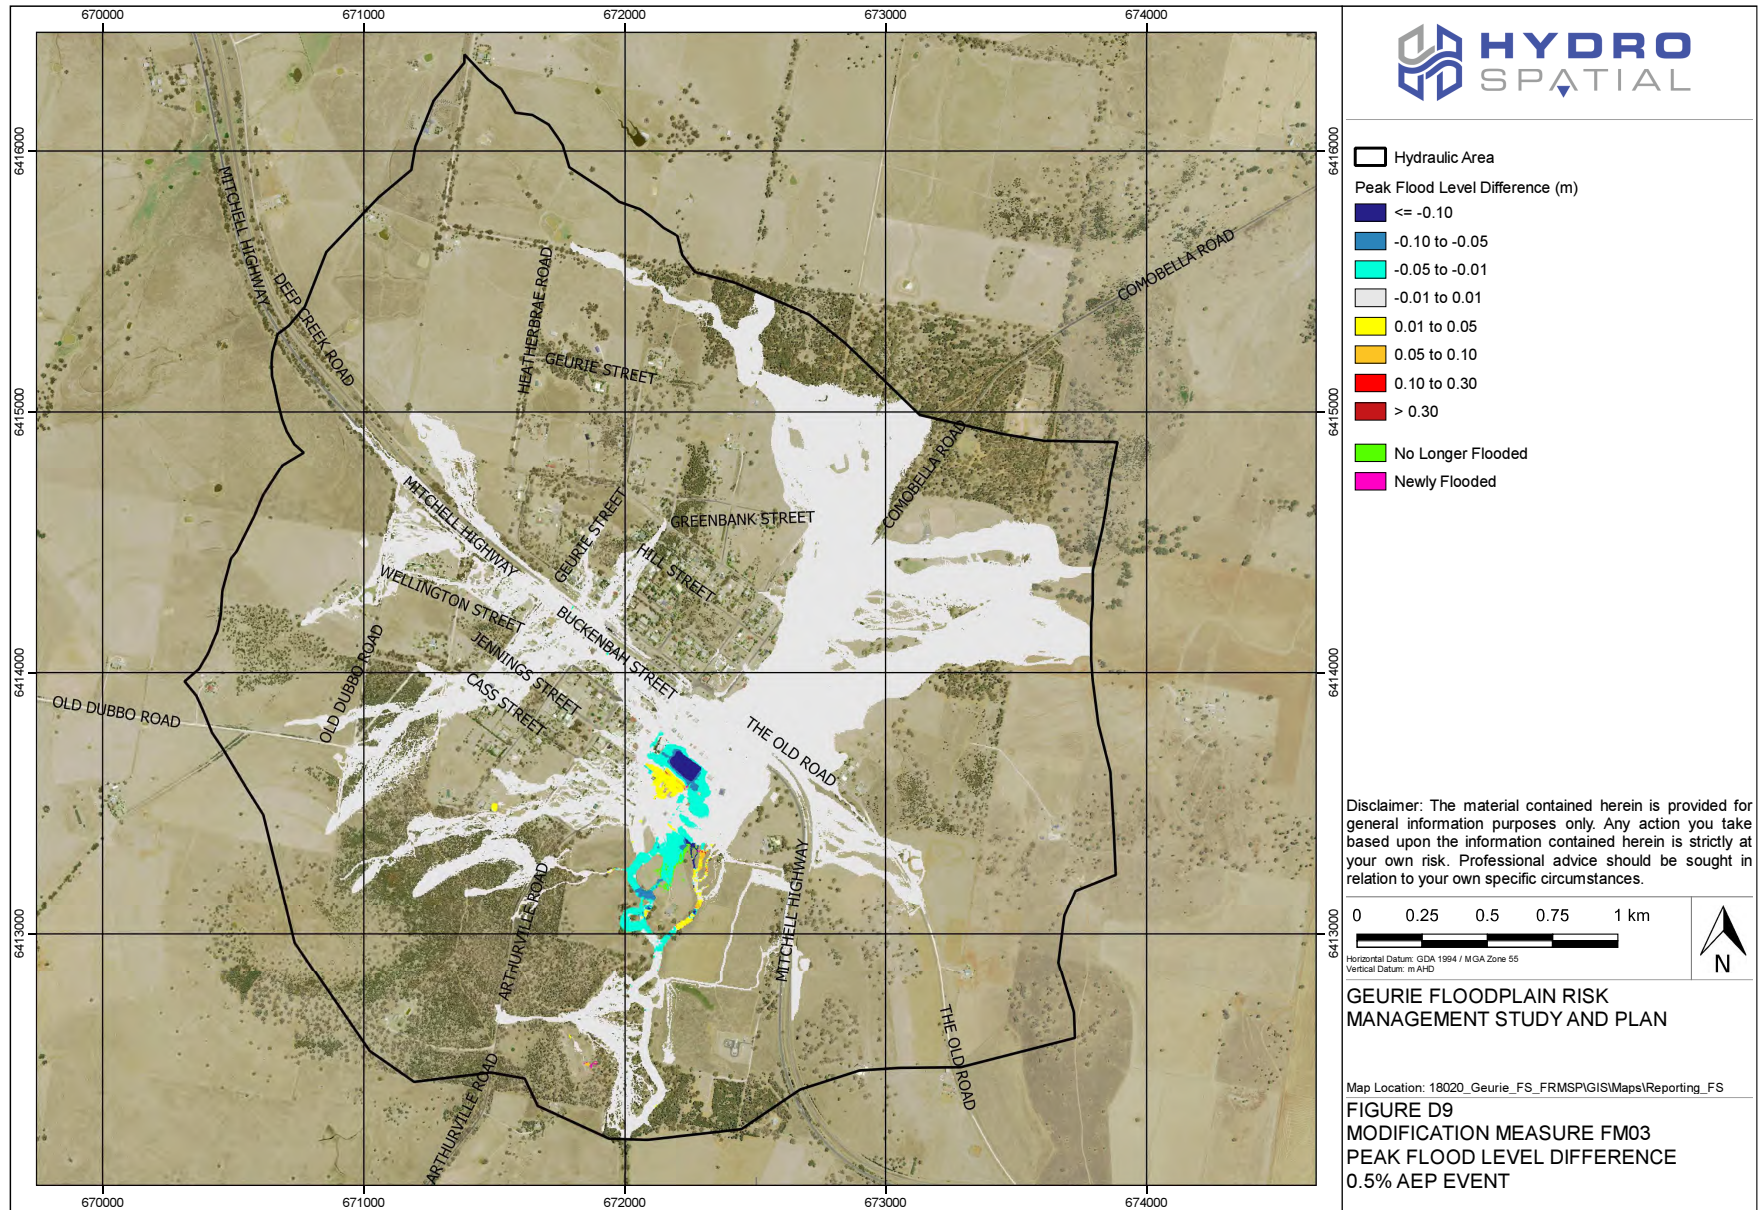 670000
671000
672000
673000
674000
6416000
6415000
6414000
6413000
6416000
6415000
6414000
6413000
670000
671000
672000
673000
674000
MITCHELL HIGHWAY
DEEP CREEK ROAD
HEATHERBRAE ROAD
GEURIE STREET
COMOBELLA ROAD
COMOBELLA ROAD
MITCHELL HIGHWAY
GEURIE STREET
GREENBANK STREET
HILL STREET
WELLINGTON STREET
BUCKENBAH STREET
JENNINGS STREET
CASS STREET
OLD DUBBO ROAD
OLD DUBBO ROAD
THE OLD ROAD
MITCHELL HIGHWAY
ARTHURVILLE ROAD
ARTHURVILLE ROAD
THE OLD ROAD
HYDRO
SPATIAL
Hydraulic Area
Peak Flood Level Difference (m)
<= -0.10
-0.10 to -0.05
-0.05 to -0.01
-0.01 to 0.01
0.01 to 0.05
0.05 to 0.10
0.10 to 0.30
> 0.30
No Longer Flooded
Newly Flooded
Disclaimer: The material contained herein is provided for
general information purposes only. Any action you take
based upon the information contained herein is strictly at
your own risk. Professional advice should be sought in
relation to your own specific circumstances.
0 0.25 0.5 0.75 1 km
Horizontal Datum: GDA 1994 / MGA Zone 55
Vertical Datum: m AHD
N
GEURIE FLOODPLAIN RISK
MANAGEMENT STUDY AND PLAN
Map Location: 18020_Geurie_FS_FRMSP\GIS\Maps\Reporting_FS
FIGURE D9
MODIFICATION MEASURE FM03
PEAK FLOOD LEVEL DIFFERENCE
0.5% AEP EVENT